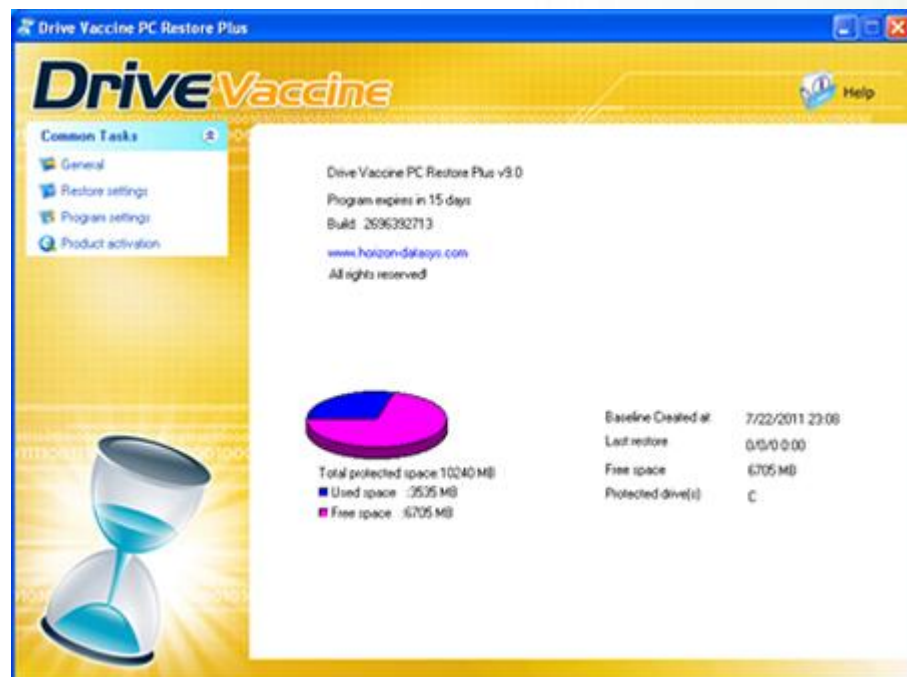 Drive Vaccine PC Restore Plus
Drive Vaccine
Help
Common Tasks
General
Restore settings
Program settings
Product activation
Drive Vaccine PC Restore Plus v9.0
Program expires in 15 days
Build: 2696392713
www.horizon-datasys.com
All rights reserved!
Total protected space 10240 MB
Used space :3535 MB
Free space :6705 MB
Baseline Created at 7/22/2011 23:08
Last restore 0/0/0 0:00
Free space 6705 MB
Protected drive(s) C